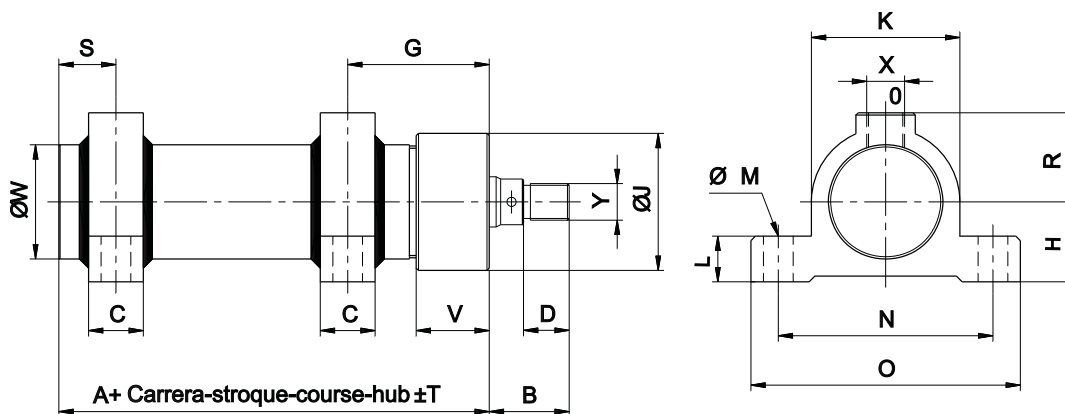 S
G
K
X
0
ØW
Y
ØJ
Ø M
R
L
H
C
C
V
D
N
A+ Carrera-stroque-course-hub ±T
B
O